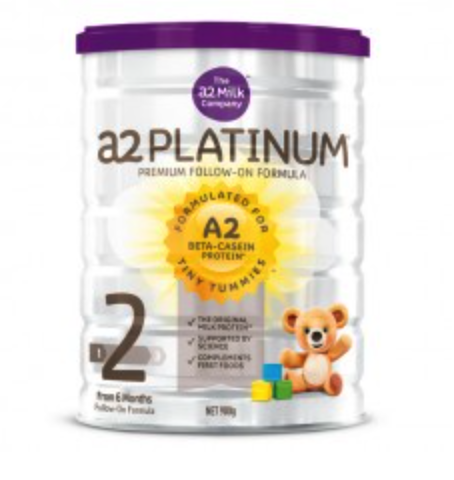 The
a2 Milk
Company
a2 PLATINUM
PREMIUM FOLLOW-ON FORMULA
FORMULATED FOR
A2
BETA-CASEIN
PROTEIN*
TINY TUMMIES
2
✓ THE ORIGINAL
MILK PROTEIN
✓ SUPPORTED BY
SCIENCE
✓ COMPLEMENTS
FIRST FOODS
1
from 6 Months
Follow-On Formula
NET 900g